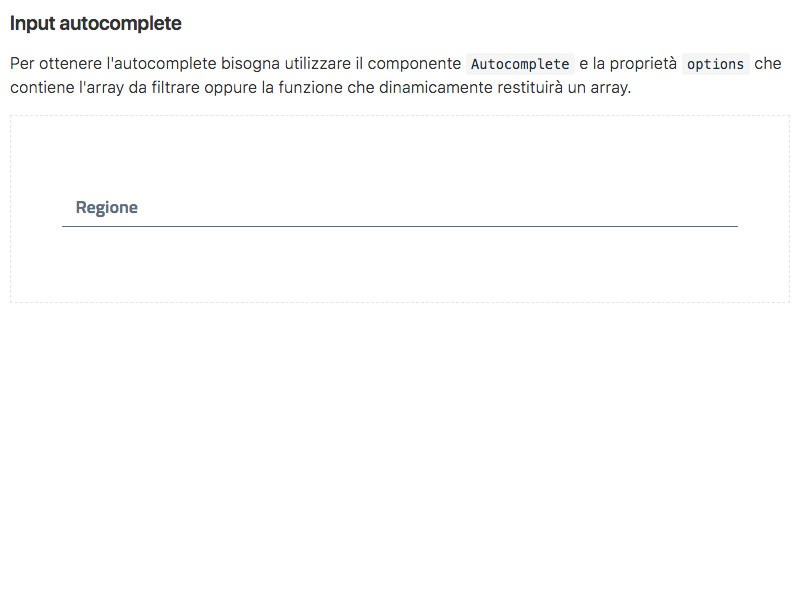 Input autocomplete
Per ottenere l'autocomplete bisogna utilizzare il componente Autocomplete e la proprietà options che
contiene l'array da filtrare oppure la funzione che dinamicamente restituirà un array.
Regione